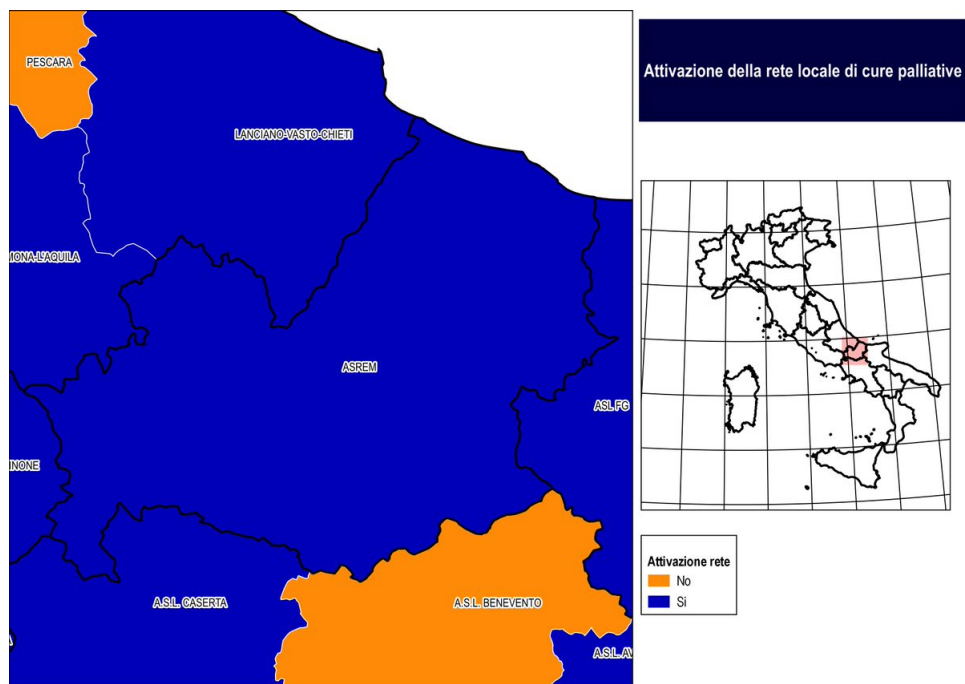 PESCARA
LANCIANO-VASTO-CHIETI
MONA-L'AQUILA
ASREM
ASL FG
INONE
A.S.L. CASERTA
A.S.L. BENEVENTO
A.S.L. AV
Attivazione della rete locale di cure palliative
Attivazione rete
No
Si